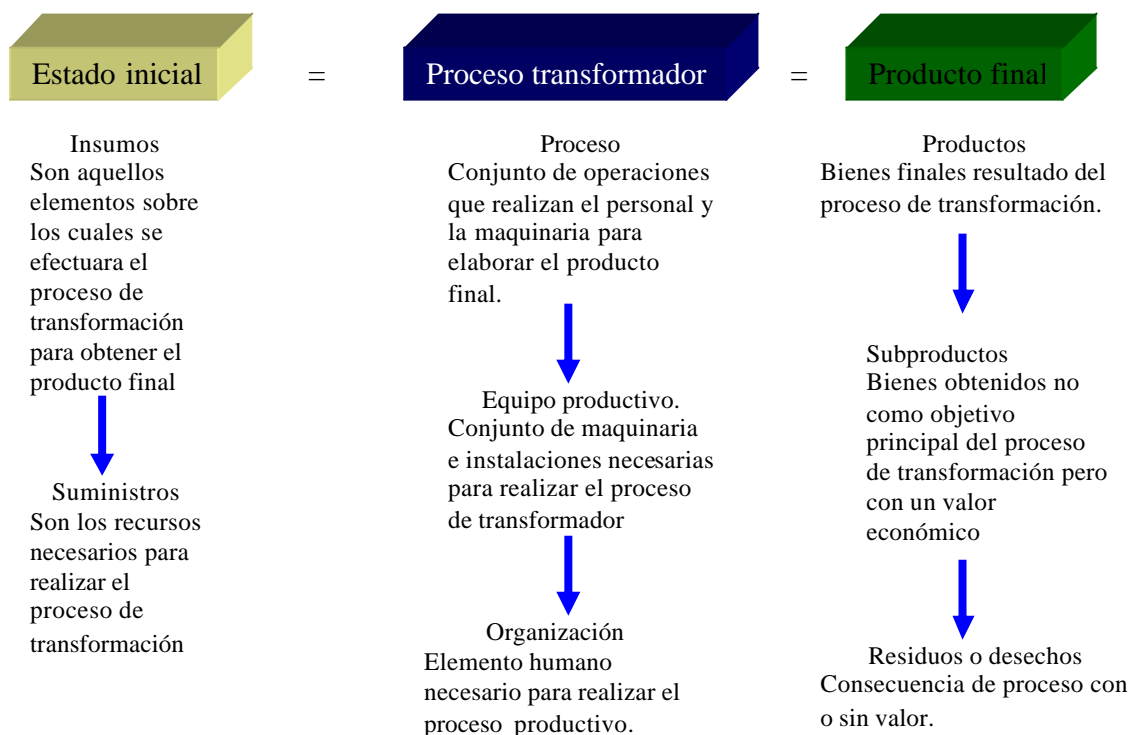 Estado inicial
=
Proceso transformador
=
Producto final
Insumos
Son aquellos
elementos sobre
los cuales se
efectuara el
proceso de
transformación
para obtener el
producto final
Suministros
Son los recursos
necesarios para
realizar el
proceso de
transformación
Proceso
Conjunto de operaciones
que realizan el personal y
la maquinaria para
elaborar el producto
final.
Equipo productivo.
Conjunto de maquinaria
e instalaciones necesarias
para realizar el proceso
de transformador
Organización
Elemento humano
necesario para realizar el
proceso productivo.
Productos
Bienes finales resultado del
proceso de transformación.
Subproductos
Bienes obtenidos no
como objetivo
principal del proceso
de transformación pero
con un valor
económico
Residuos o desechos
Consecuencia de proceso con
o sin valor.